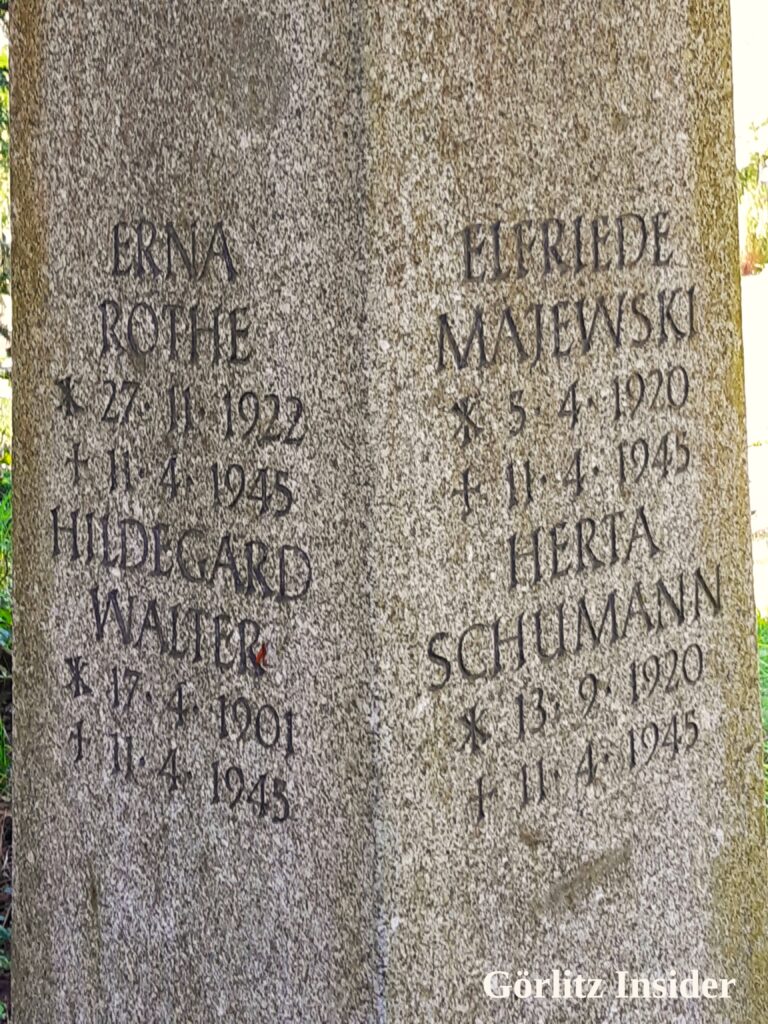 ERNA
ROTHE
* 27. 11. 1922
† 11. 4. 1945
HILDEGARD
WALTER
* 17. 4. 1901
† 11. 4. 1945
ELFRIEDE
MAJEWSKI
* 5. 4. 1920
† 11. 4. 1945
HERTA
SCHUMANN
* 13. 9. 1920
† 11. 4. 1945
Görlitz Insider